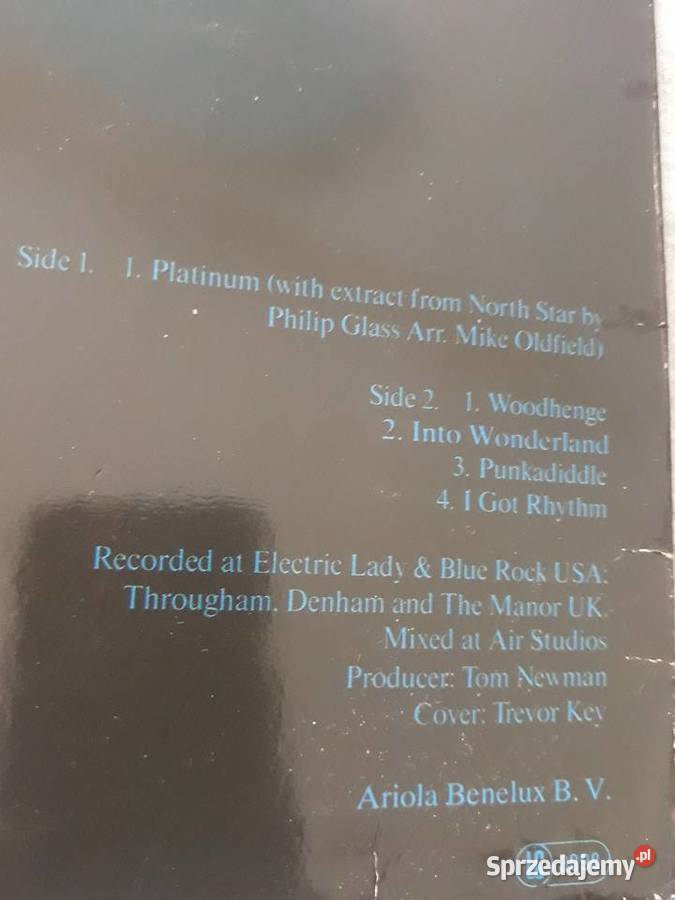 Side 1. 1. Platinum (with extract from North Star by
Philip Glass Arr. Mike Oldfield)
Side 2. 1. Woodhenge
2. Into Wonderland
3. Punkadiddle
4. I Got Rhythm
Recorded at Electric Lady & Blue Rock USA:
Througham. Denham and The Manor UK.
Mixed at Air Studios
Producer: Tom Newman
Cover: Trevor Key
Ariola Benelux B. V.
Sprzedajemy.pl